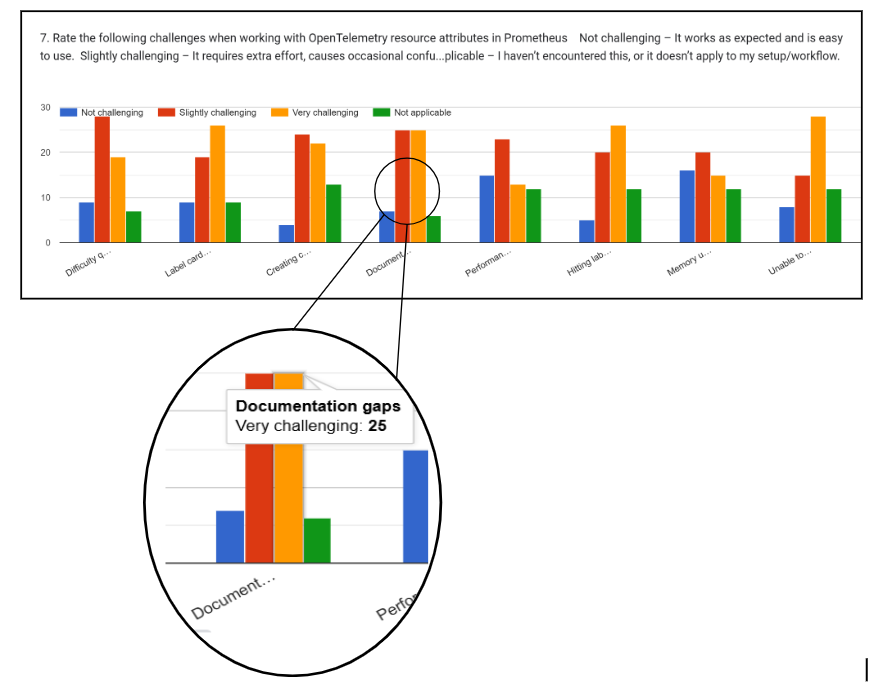 7. Rate the following challenges when working with OpenTelemetry resource attributes in Prometheus Not challenging – It works as expected and is easy
to use. Slightly challenging – It requires extra effort, causes occasional confu...plicable – I haven't encountered this, or it doesn't apply to my setup/workflow.
30
Not challenging Slightly challenging Very challenging Not applicable
20
10
0
Difficulty q... Label card... Creating c... Document... Performan... Hitting lab... Memory u... Unable to...
Documentation gaps
Very challenging: 25
Document... Perfor